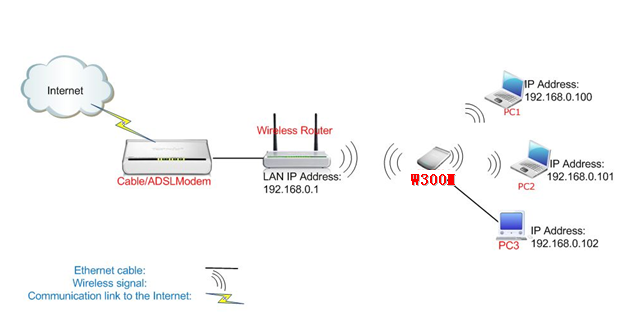 Internet
Cable/ADSLModem
Wireless Router
LAN IP Address:
192.168.0.1
W300M
IP Address:
192.168.0.100
PC1
IP Address:
192.168.0.101
PC2
IP Address:
192.168.0.102
PC3
Ethernet cable:
Wireless signal:
Communication link to the Internet: